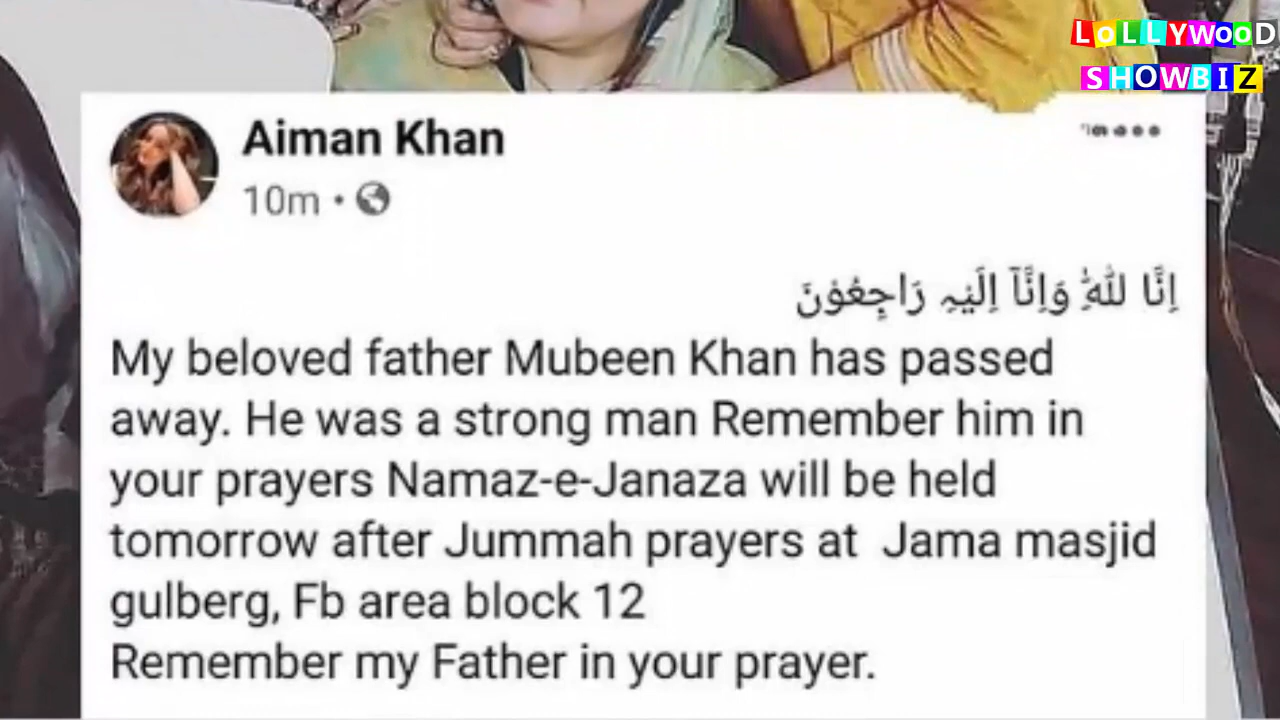 LOLLYWOOD
SHOWBIZ
Aiman Khan
10m •
اِنَّا لِلّٰهِ وَاِنَّآ اِلَيْہِ رَاجِعُوْنَ
My beloved father Mubeen Khan has passed
away. He was a strong man Remember him in
your prayers Namaz-e-Janaza will be held
tomorrow after Jummah prayers at Jama masjid
gulberg, Fb area block 12
Remember my Father in your prayer.